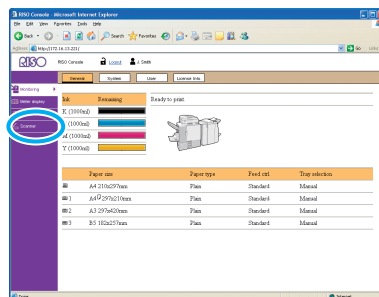 RISO Console - Microsoft Internet Explorer
File Edit View Favorites Tools Help
Back Search Favorites
Address http://172.16.13.221/ Go Links
RISO RISO Console Logout J. Smith
General System User License Info.
Monitoring
Meter display
Scanner
Ink Remaining Ready to print.
K (1000ml)
(1000ml)
M (1000ml)
Y (1000ml)
Paper size Paper type Feed ctrl. Tray selection
A4 210x297mm Plain Standard Manual
1 A4 297x210mm Plain Standard Manual
2 A3 297x420mm Plain Standard Manual
3 B5 182x257mm Plain Standard Manual
Done Internet